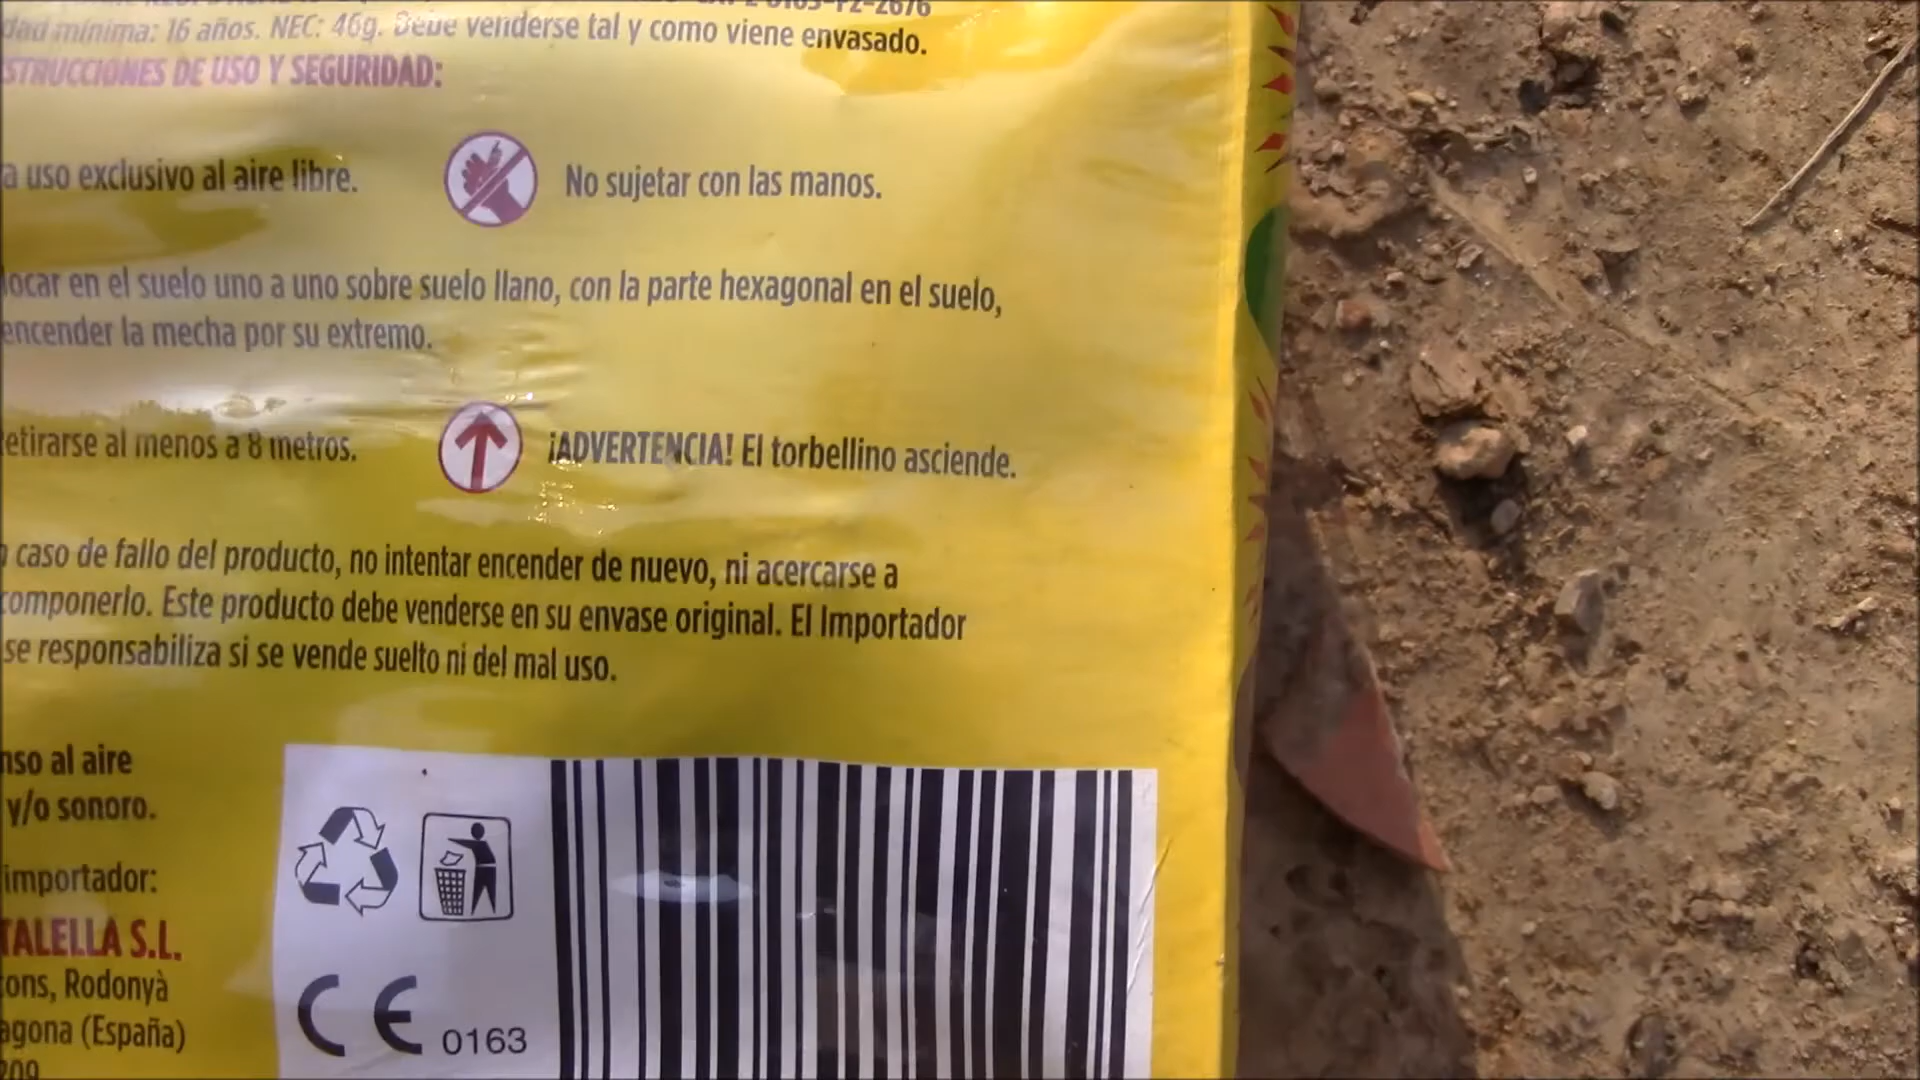 mínima: 16 años. NEC: 46g. Debe venderse tal y como viene envasado.
DE USO Y SEGURIDAD:
a uso exclusivo al aire libre.
No sujetar con las manos.
en el suelo uno a uno sobre suelo llano, con la parte hexagonal en el suelo,
encender la mecha por su extremo.
al menos a 8 metros.
¡ADVERTENCIA! El torbellino asciende.
caso de fallo del producto, no intentar encender de nuevo, ni acercarse a
componerlo. Este producto debe venderse en su envase original. El Importador
se responsabiliza si se vende suelto ni del mal uso.
nso al aire
y/o sonoro.
importador:
TALELLA S.L.
Rodonyà
agona (España)
CE 0163